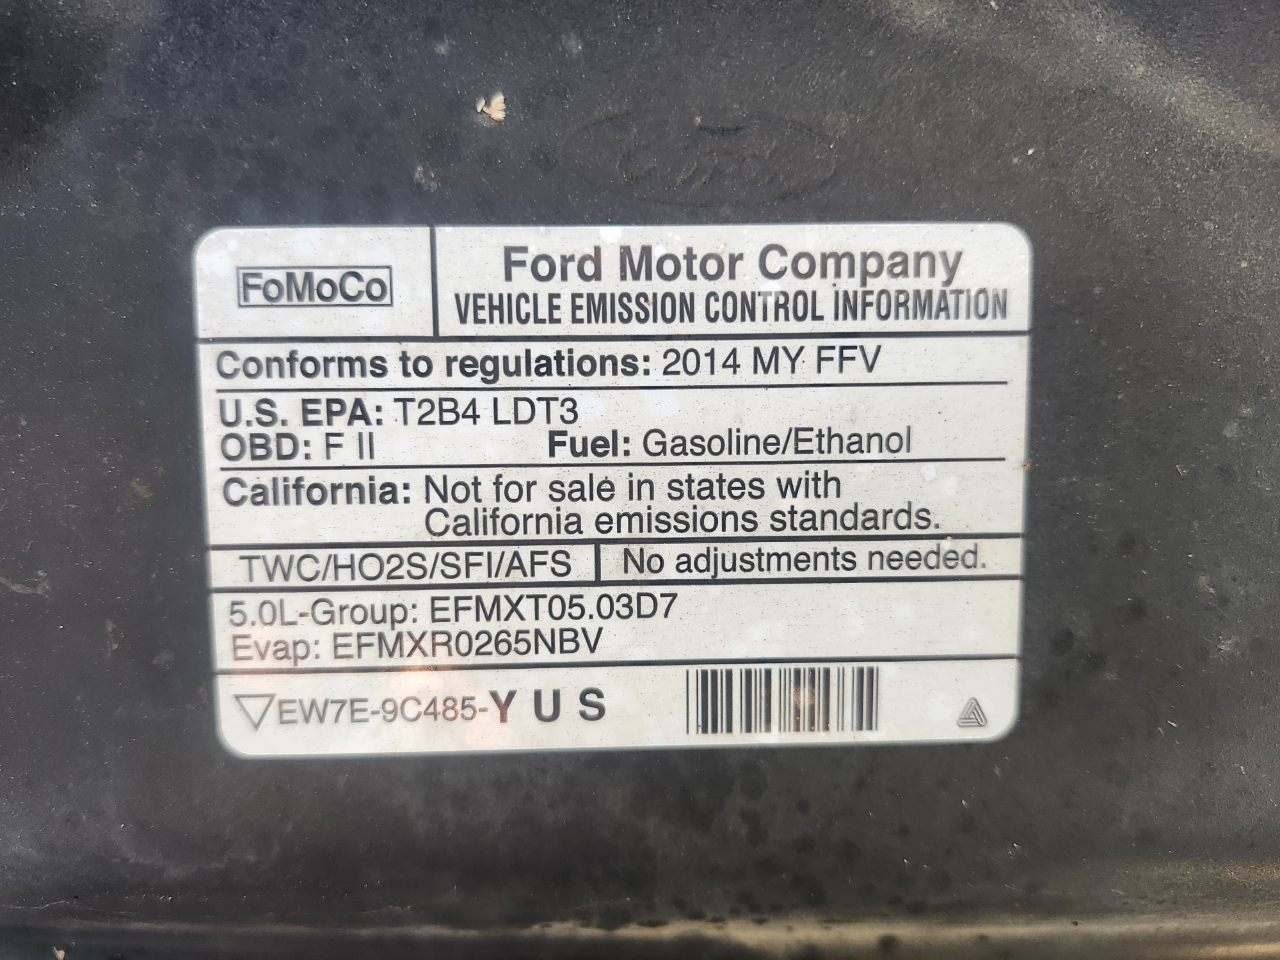 FoMoCo
Ford Motor Company
VEHICLE EMISSION CONTROL INFORMATION
Conforms to regulations: 2014 MY FFV
U.S. EPA: T2B4 LDT3
OBD: F II Fuel: Gasoline/Ethanol
California: Not for sale in states with
California emissions standards.
TWC/HO2S/SFI/AFS No adjustments needed.
5.0L-Group: EFMXT05.03D7
Evap: EFMXR0265NBV
EW7E-9C485-Y U S